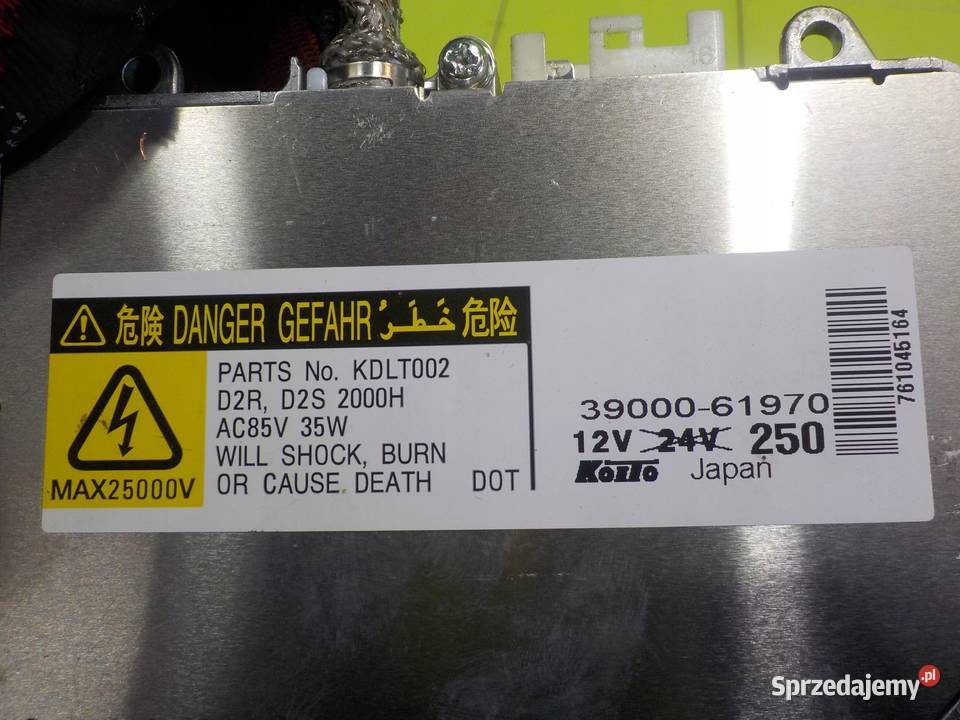 危険 DANGER GEFAHR خَطَرٌ 危险
PARTS No. KDLT002
D2R, D2S 2000H
AC85V 35W
WILL SHOCK, BURN
OR CAUSE DEATH DOT
MAX25000V
39000-61970
12V 24V 250
KOITO Japan
761045164
18
Sprzedajemy.pl